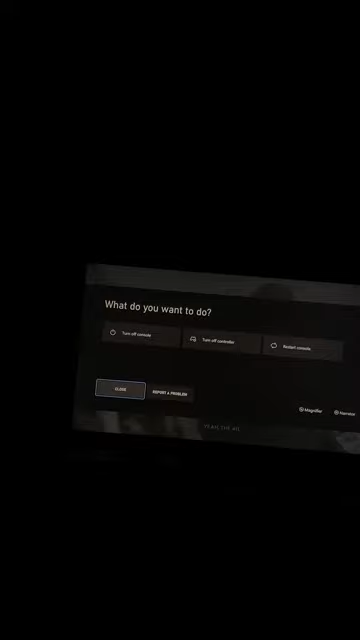 What do you want to do?
Turn off console
Turn off controller
Restart console
CLOSE
REPORT A PROBLEM
Magnifier
Narrator